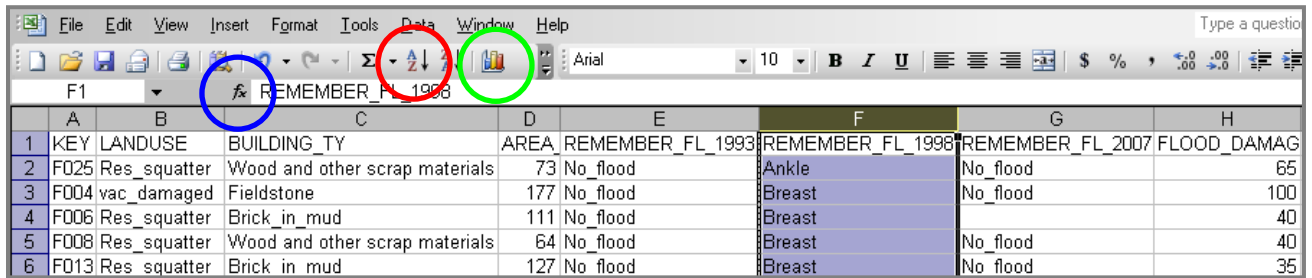 File Edit View Insert Format Tools Data Window Help Type a questio
Σ A Z Arial 10 B I U $ % , .00
F1 fx REMEMBER_FL_1998
A B C D E F G H
1 KEY LANDUSE BUILDING_TY AREA_ REMEMBER_FL_1993 REMEMBER_FL_1998 REMEMBER_FL_2007 FLOOD_DAMAG
2 F025 Res_squatter Wood and other scrap materials 73 No_flood Ankle No_flood 65
3 F004 vac_damaged Fieldstone 177 No_flood Breast No_flood 100
4 F006 Res_squatter Brick_in_mud 111 No_flood Breast 40
5 F008 Res_squatter Wood and other scrap materials 64 No_flood Breast No_flood 40
6 F013 Res_squatter Brick_in_mud 127 No_flood Breast No_flood 35